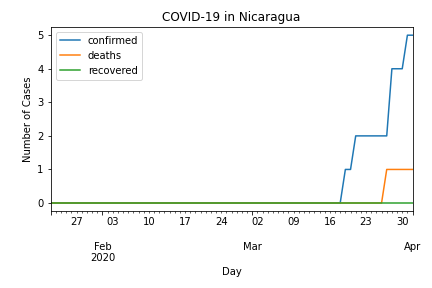 COVID-19 in Nicaragua
confirmed
deaths
recovered
Number of Cases
5
4
3
2
1
0
27 03 10 17 24 02 09 16 23 30
Feb Mar Apr
2020
Day